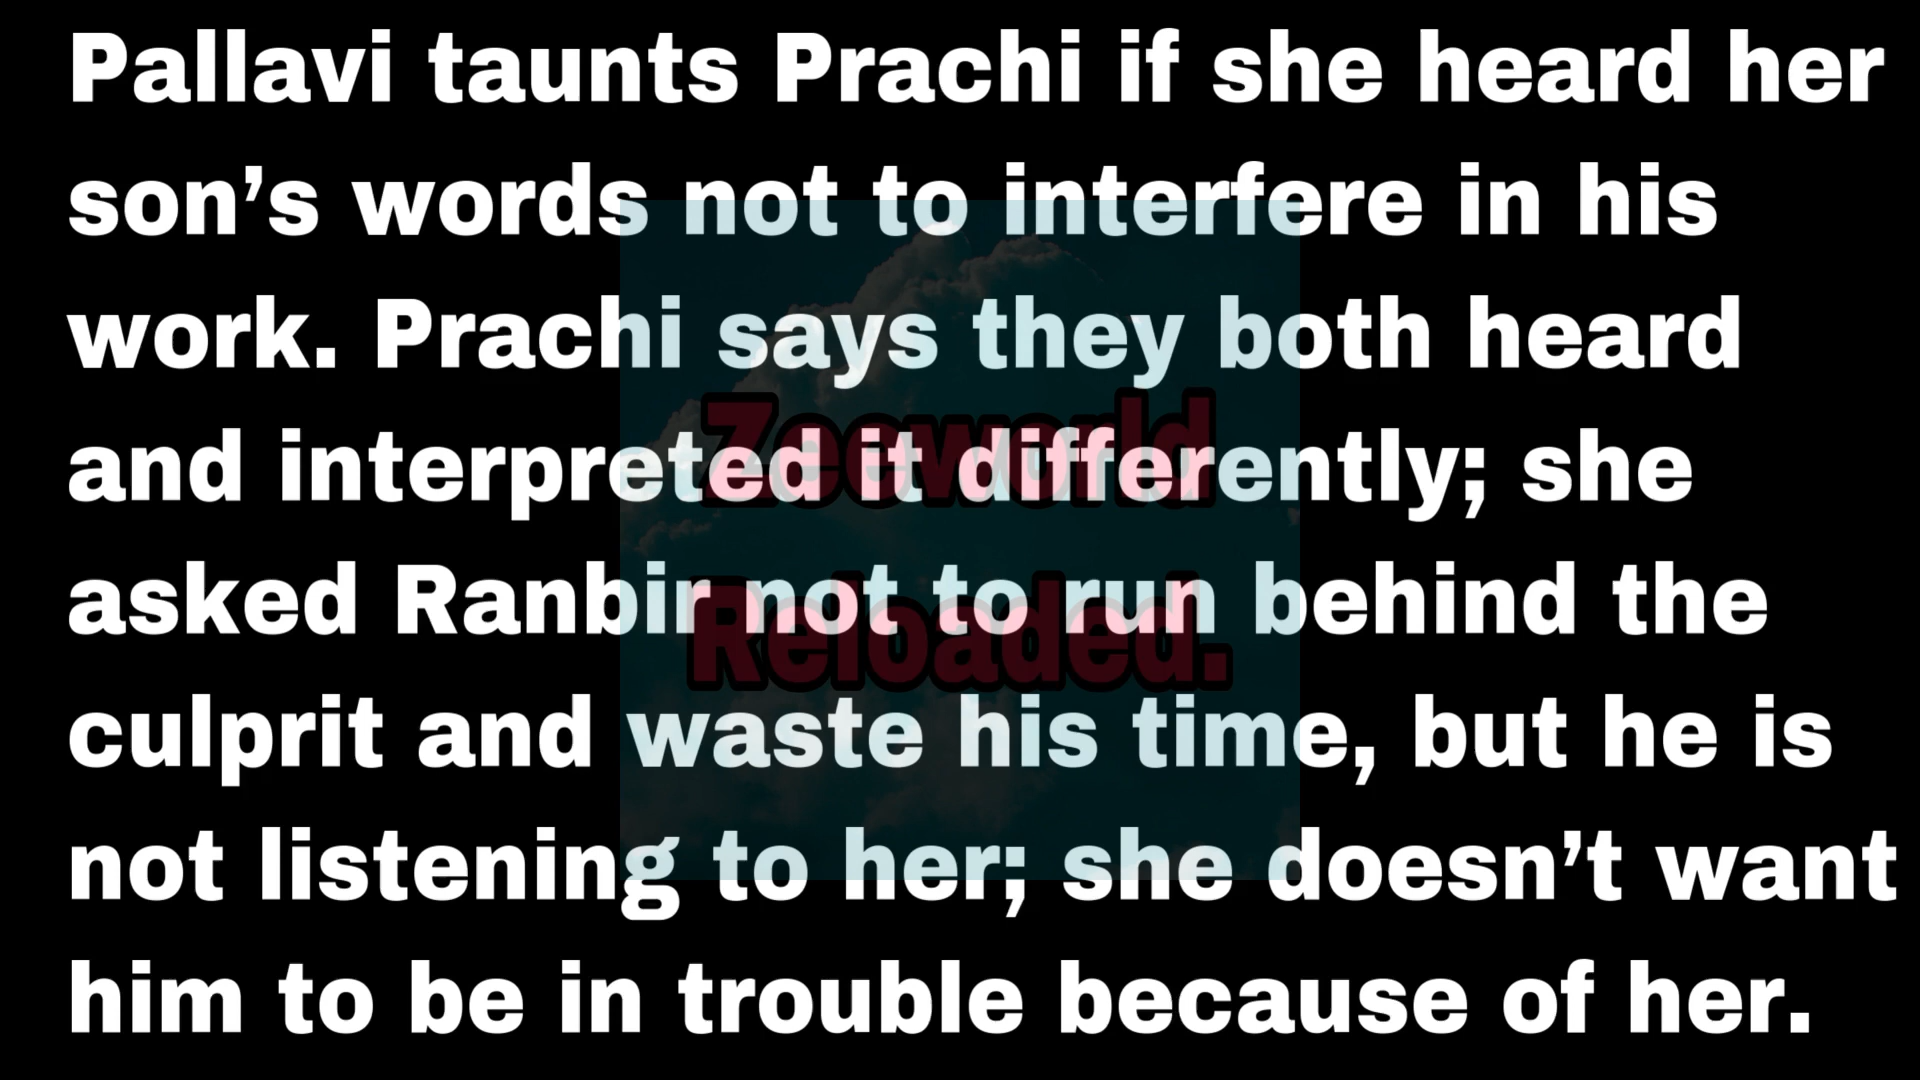 Pallavi taunts Prachi if she heard her
son’s words not to interfere in his
work. Prachi says they both heard
and interpreted it differently; she
asked Ranbir not to run behind the
culprit and waste his time, but he is
not listening to her; she doesn’t want
him to be in trouble because of her.
Zeeworld
Reloaded.